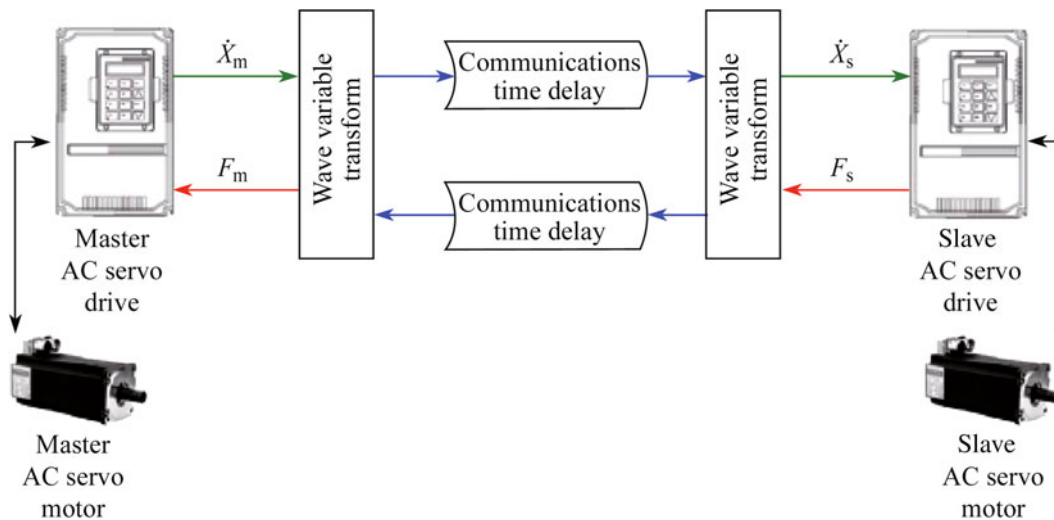 Ẋm
Wave variable
transform
Communications
time delay
Wave variable
transform
Ẋs
Fm
Communications
time delay
Fs
Master
AC servo
drive
Slave
AC servo
drive
Master
AC servo
motor
Slave
AC servo
motor